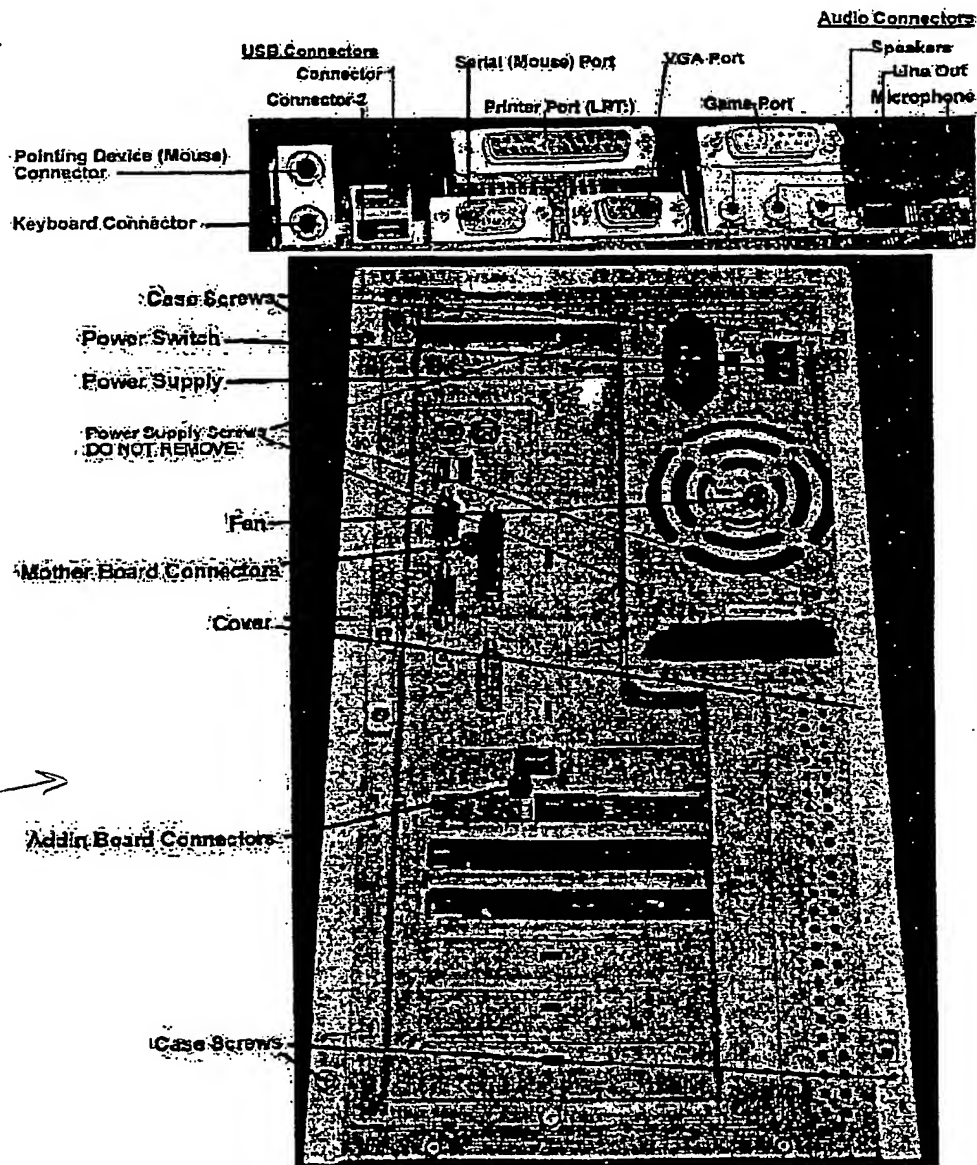 Audio Connectors
USB Connectors
Speakers
Connector
Serial (Mouse) Port
VGA Port
Line Out
Connector 2
Printer Port (LPT:)
Game Port
Microphone
Pointing Device (Mouse)
Connector
Keyboard Connector
Case Screws
Power Switch
Power Supply
Power Supply Screws
DO NOT REMOVE
Fan
Mother Board Connectors
Cover
Addin Board Connectors
Case Screws